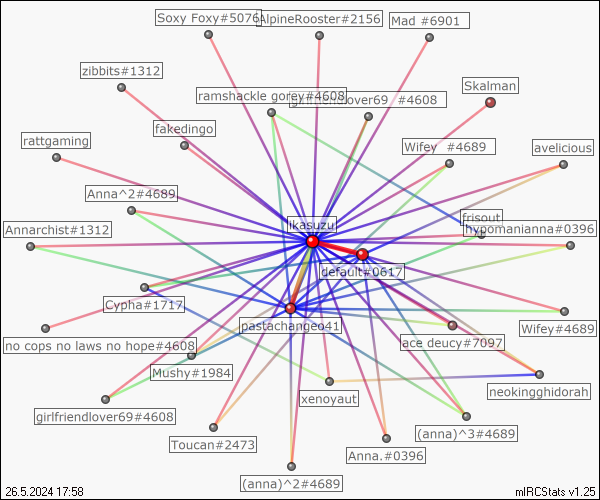 Soxy Foxy#5076
AlpineRooster#2156
Mad #6901
zibbits#1312
Skalman
ramshackle gorey#4608
#4608
fakedingo
rattgaming
Wifey #4689
avelicious
Anna^2#4689
ikasuzu
frisout
hypomanianna#0396
Annarchist#1312
default#0617
Cypha#1717
pastachangeo41
Wifey#4689
no cops no laws no hope#4608
ace deucy#7097
Mushy#1984
xenoyaut
neokingghidorah
girlfriendlover69#4608
Toucan#2473
(anna)^3#4689
Anna.#0396
(anna)^2#4689
26.5.2024 17:58
mIRCStats v1.25